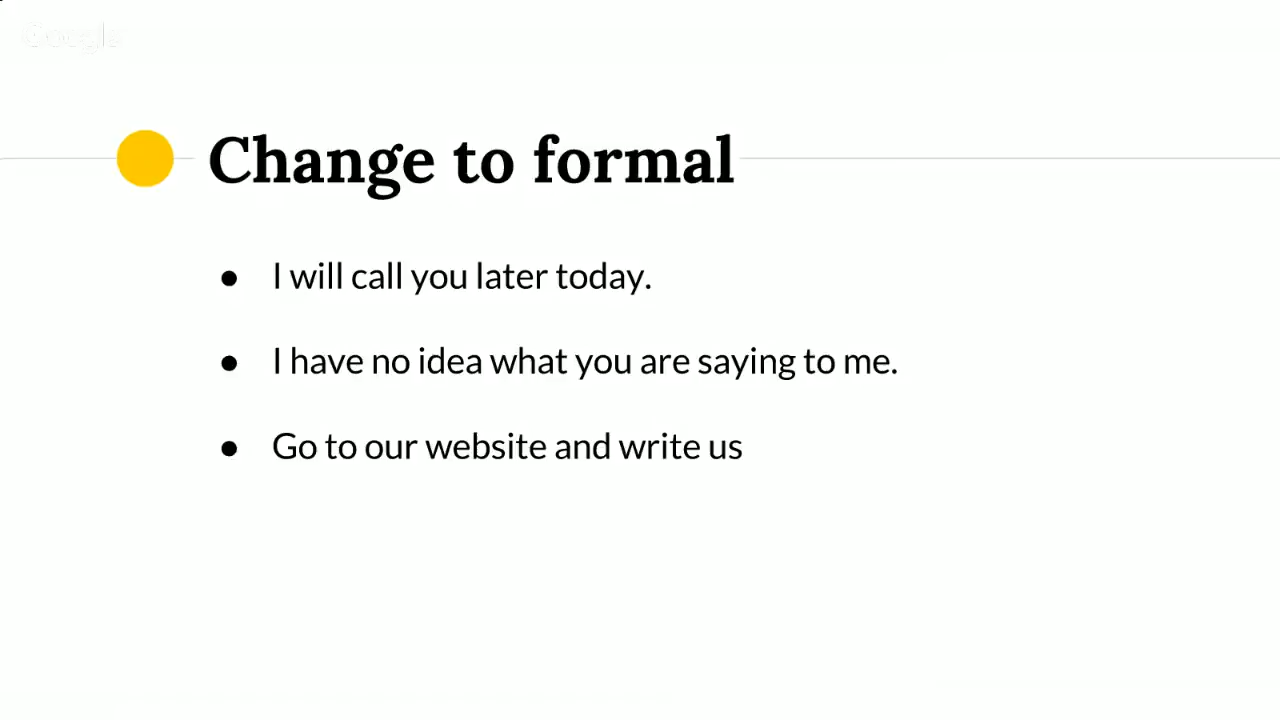 Google
Change to formal
● I will call you later today.
● I have no idea what you are saying to me.
● Go to our website and write us